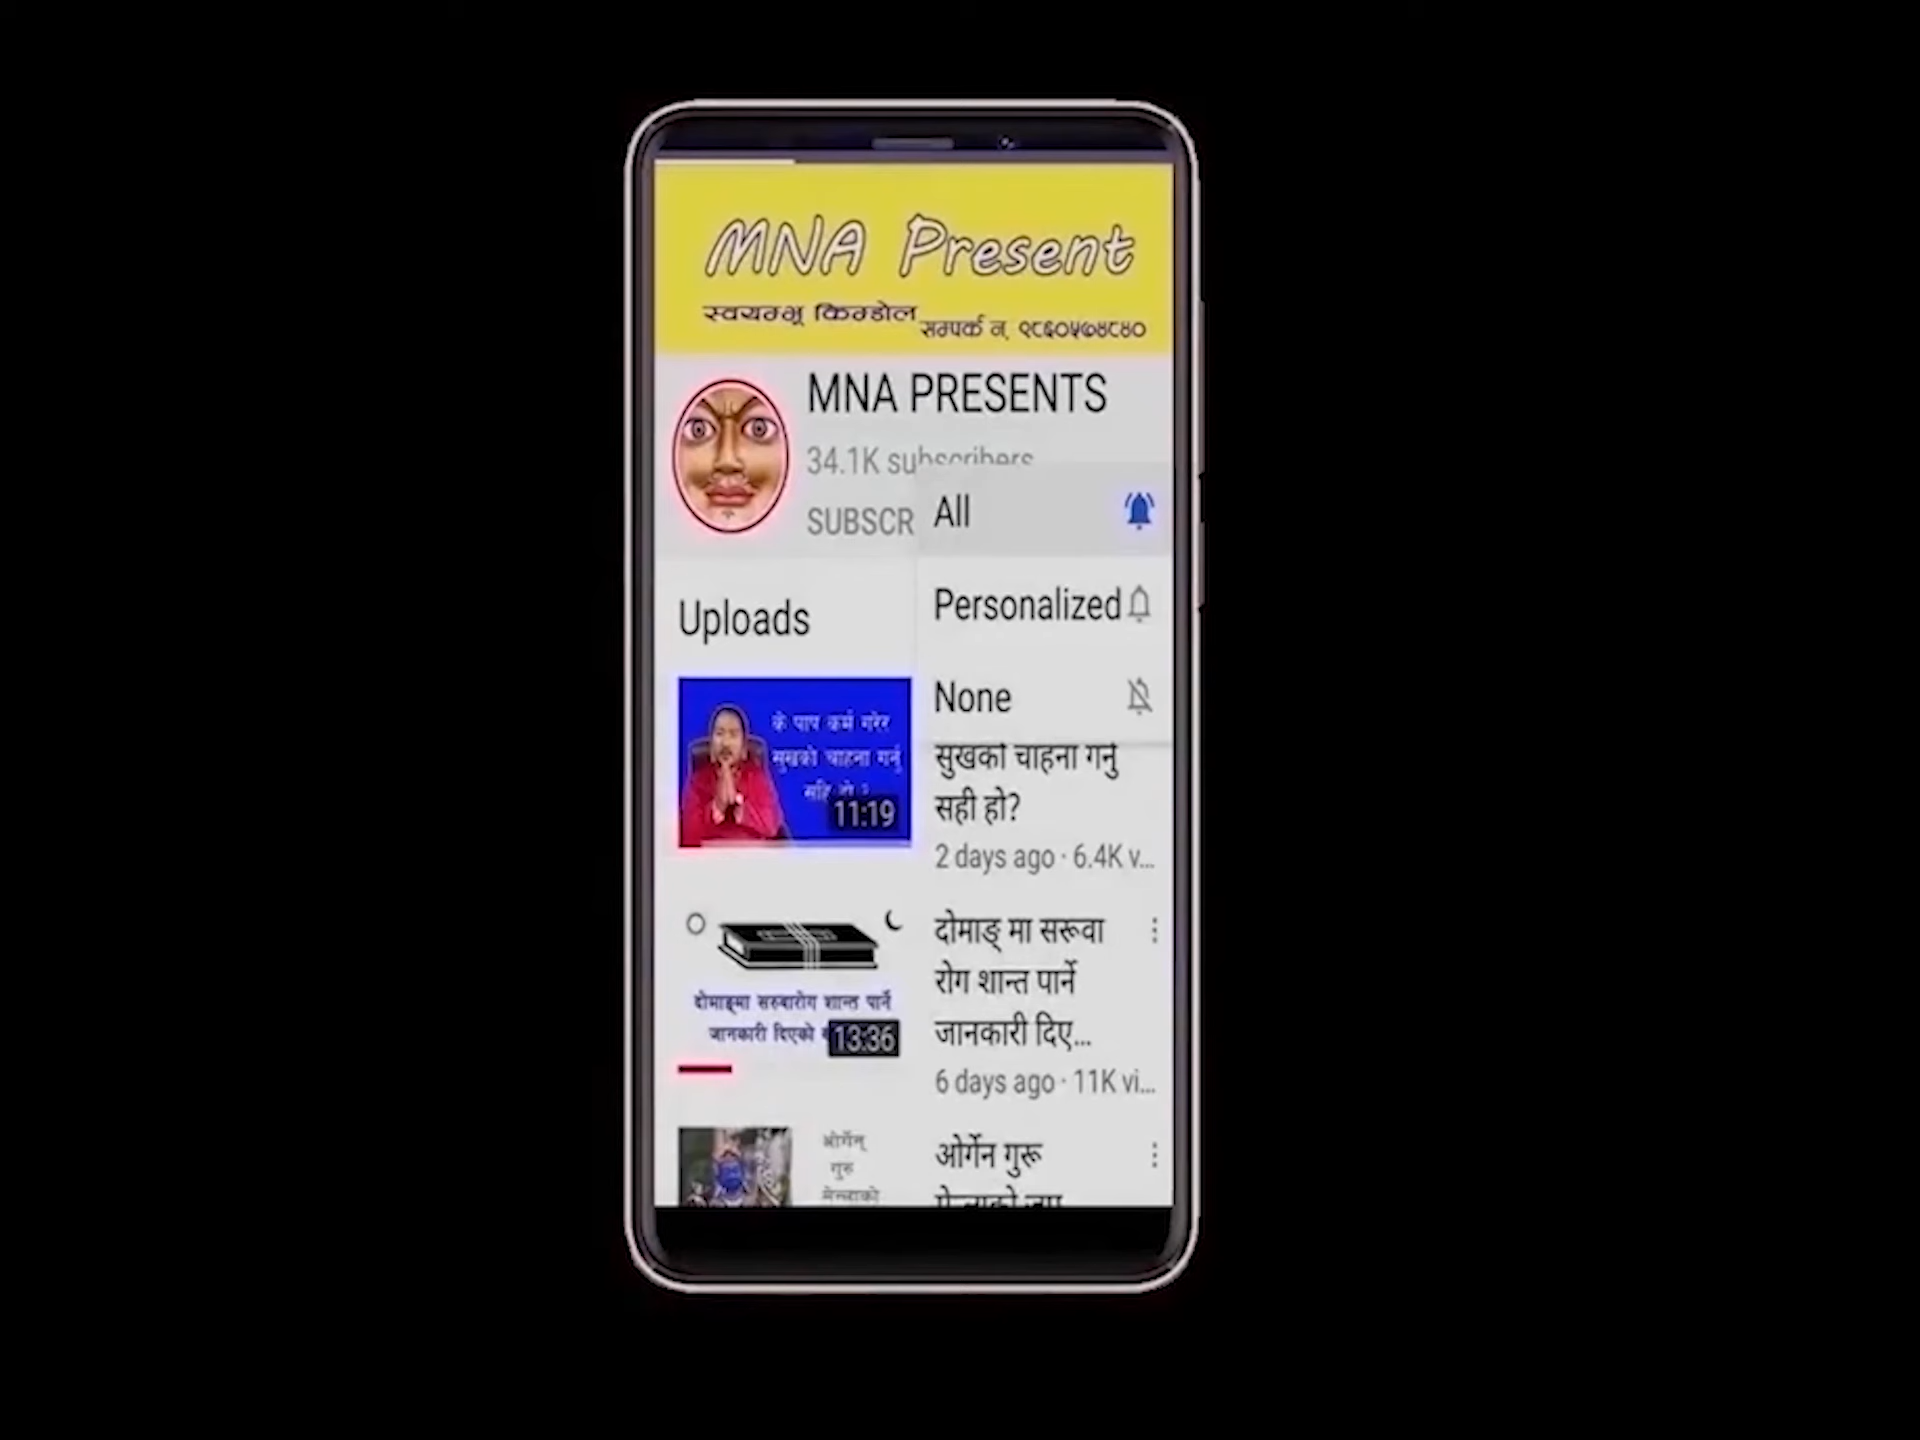 MNA Present
स्वयम्भू किम्डोल
सम्पर्क न्. ९८६०५७४८४०
MNA PRESENTS
34.1K subscribers
SUBSCR
All
Personalized
None
Uploads
के पाप कर्म गरेर
सुखको चाहना गर्नु
सहि हो ?
11:19
सुखको चाहना गर्नु
सही हो?
2 days ago · 6.4K v...
दोमाङ्मा सरुवारोग शान्त पार्ने
जानकारी दिएको
13:36
दोमाङ् मा सरूवा
रोग शान्त पार्ने
जानकारी दिए...
6 days ago · 11K vi...
ओर्गेन्
गुरु
ओर्गेन गुरू